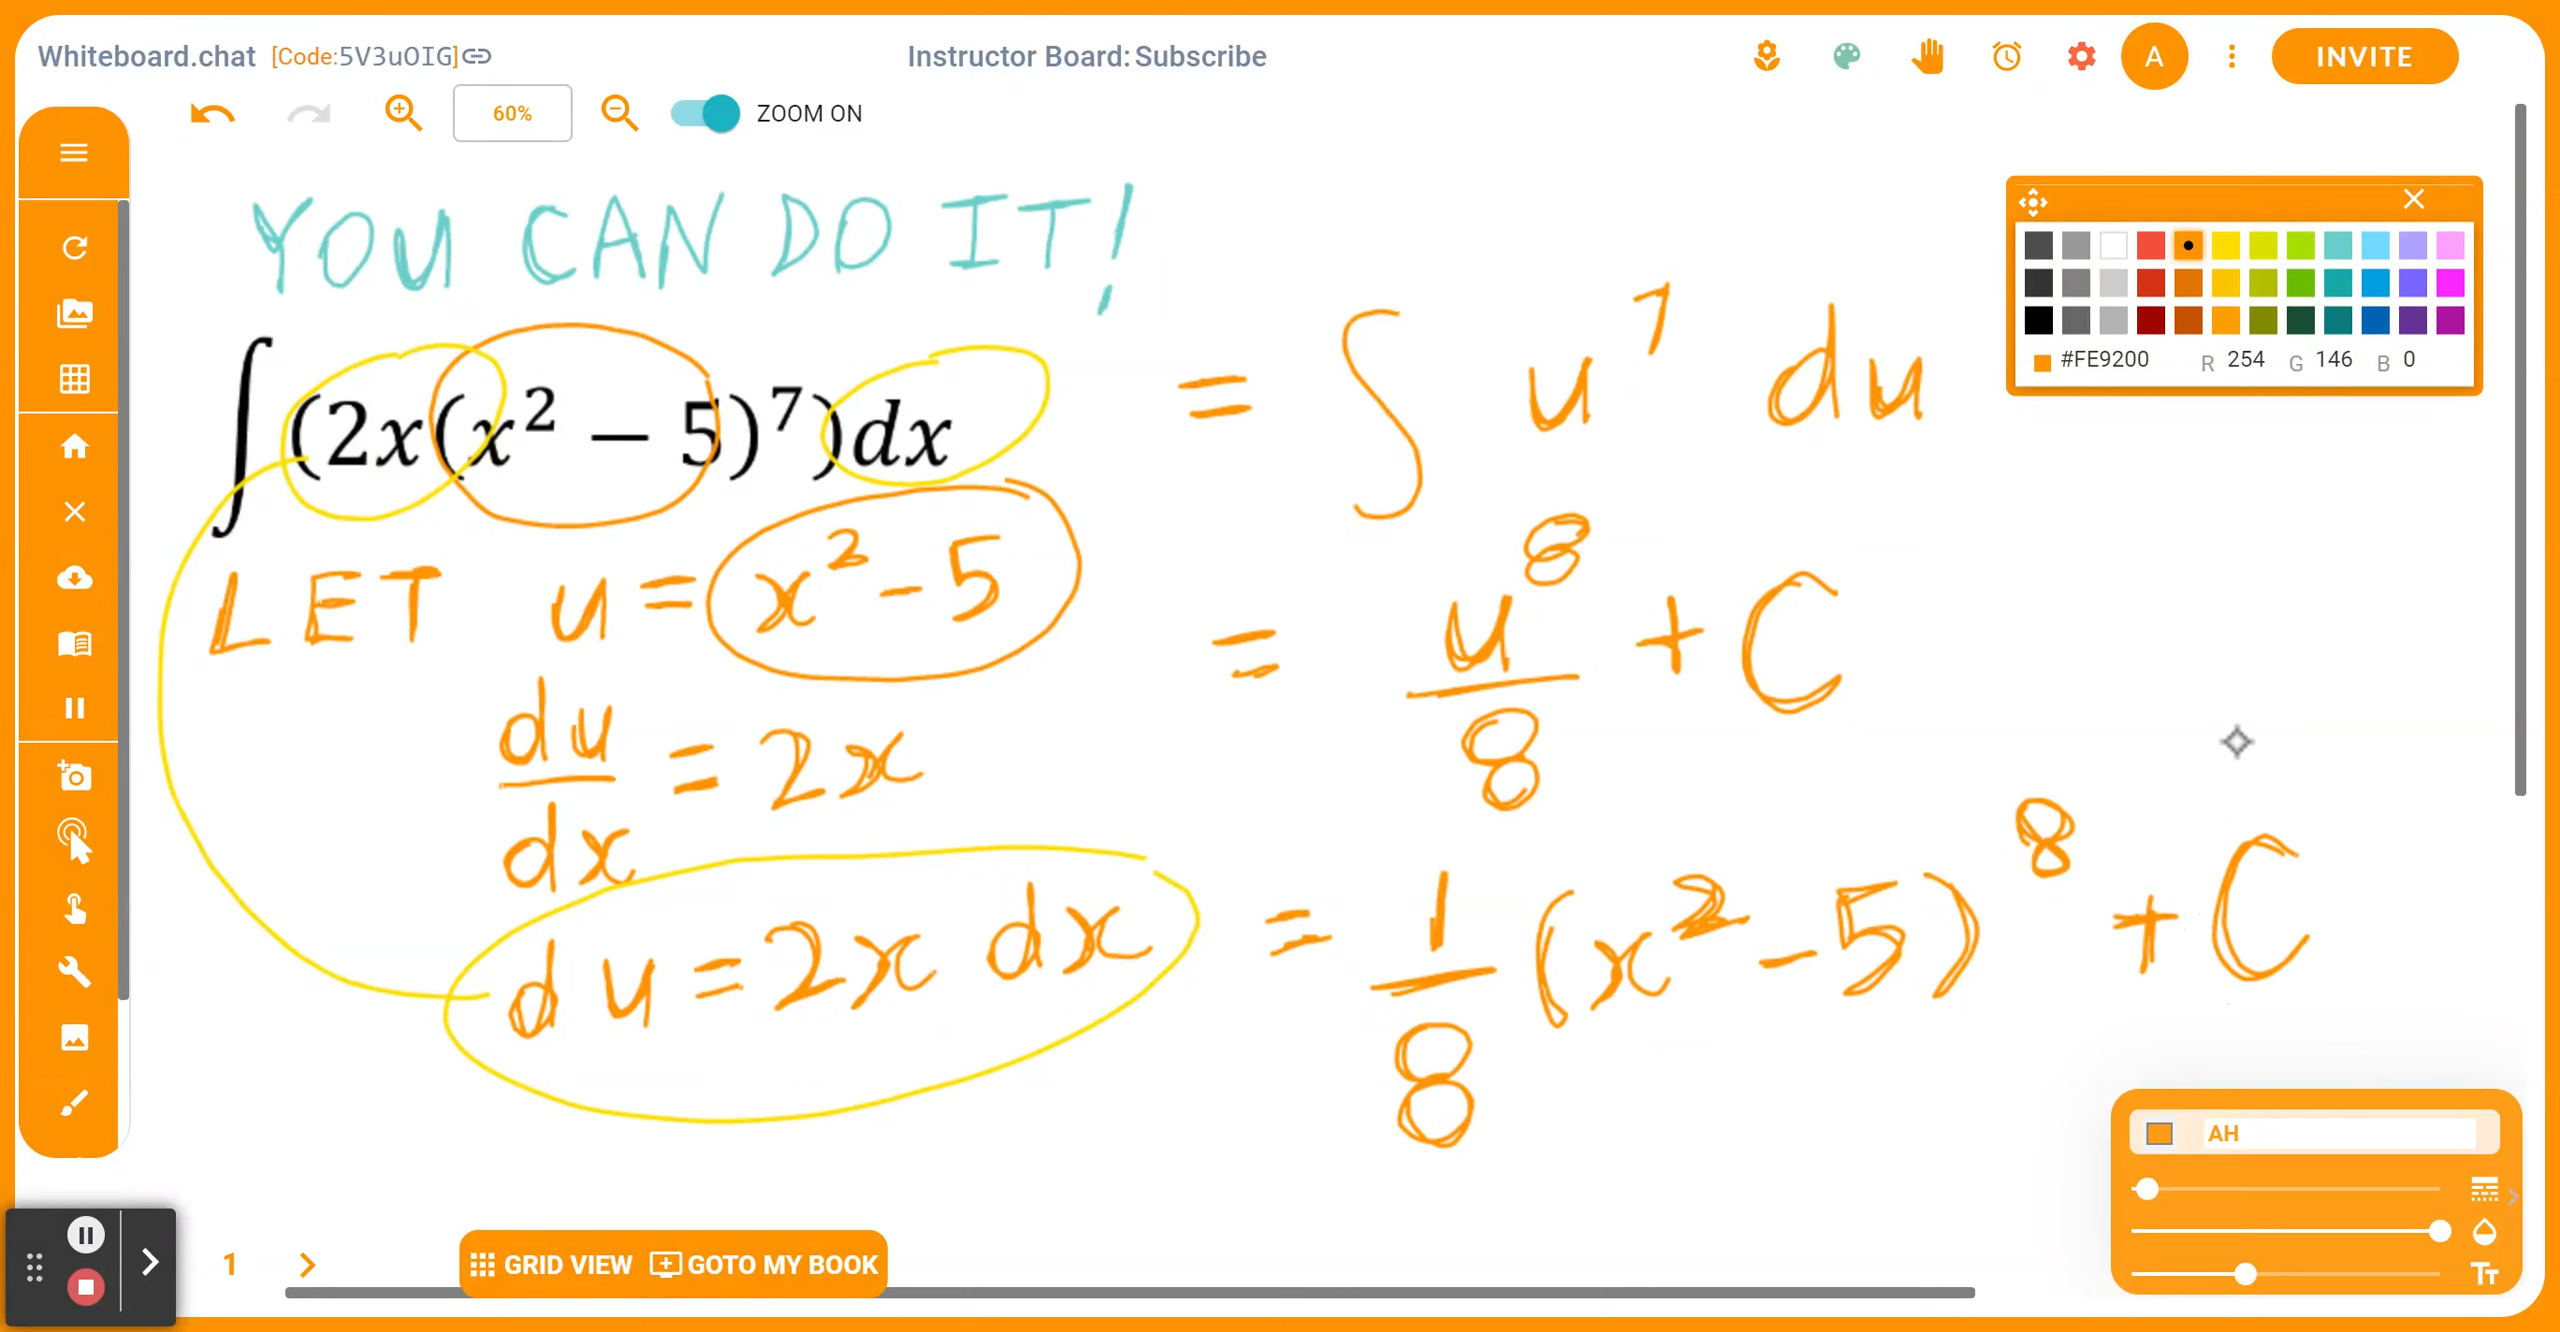 Whiteboard.chat [Code:5V3uOIG] Instructor Board: Subscribe A INVITE
60% ZOOM ON
YOU CAN DO IT!
#FE9200 R 254 G 146 B 0
∫(2x(x² − 5)⁷)dx = ∫ u⁷ du
LET u = x² - 5
= u⁸/8 + C
du/dx = 2x
du = 2x dx = 1/8 (x² - 5)⁸ + C
AH
1 GRID VIEW GOTO MY BOOK
Tт